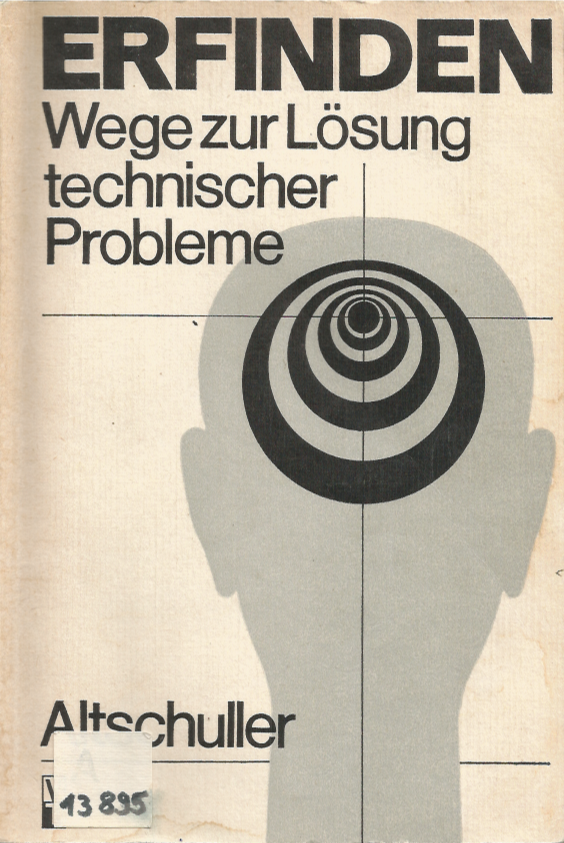 ERFINDEN
Wege zur Lösung
technischer
Probleme
Altschuller
A
13 895